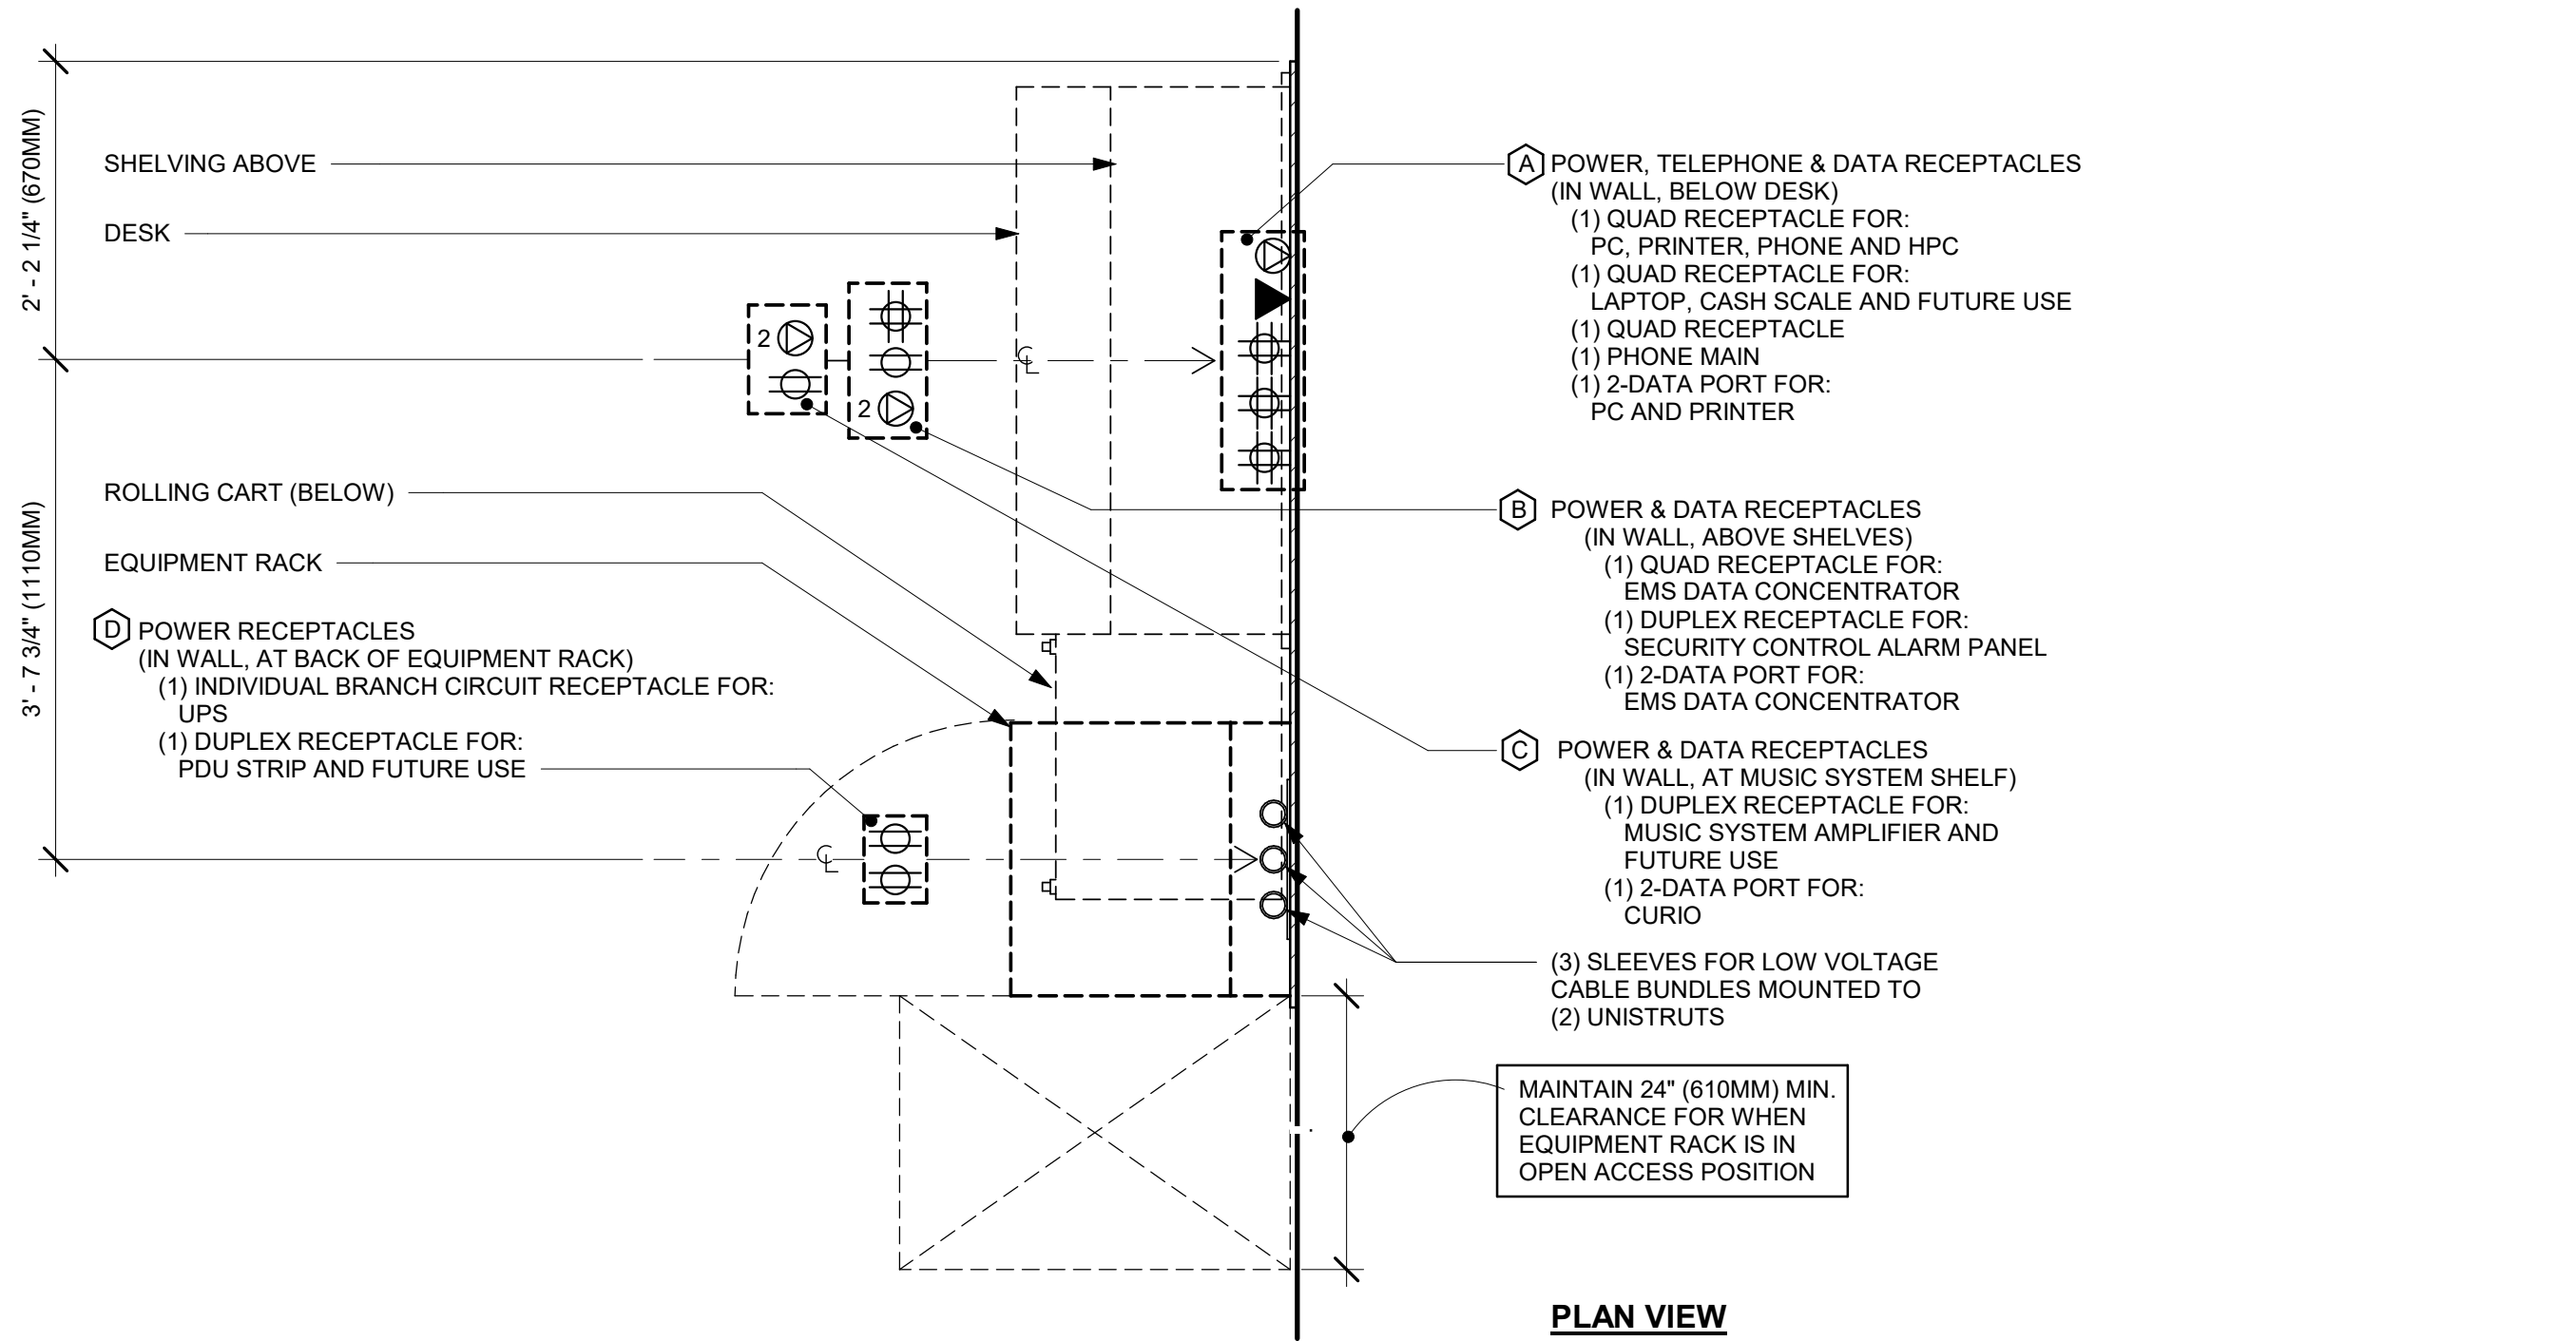 2' - 2 1/4" (670MM)
3' - 7 3/4" (1110MM)
SHELVING ABOVE
DESK
ROLLING CART (BELOW)
EQUIPMENT RACK
D POWER RECEPTACLES
(IN WALL, AT BACK OF EQUIPMENT RACK)
(1) INDIVIDUAL BRANCH CIRCUIT RECEPTACLE FOR:
UPS
(1) DUPLEX RECEPTACLE FOR:
PDU STRIP AND FUTURE USE
2
2
CL
CL
A POWER, TELEPHONE & DATA RECEPTACLES
(IN WALL, BELOW DESK)
(1) QUAD RECEPTACLE FOR:
PC, PRINTER, PHONE AND HPC
(1) QUAD RECEPTACLE FOR:
LAPTOP, CASH SCALE AND FUTURE USE
(1) QUAD RECEPTACLE
(1) PHONE MAIN
(1) 2-DATA PORT FOR:
PC AND PRINTER
B POWER & DATA RECEPTACLES
(IN WALL, ABOVE SHELVES)
(1) QUAD RECEPTACLE FOR:
EMS DATA CONCENTRATOR
(1) DUPLEX RECEPTACLE FOR:
SECURITY CONTROL ALARM PANEL
(1) 2-DATA PORT FOR:
EMS DATA CONCENTRATOR
C POWER & DATA RECEPTACLES
(IN WALL, AT MUSIC SYSTEM SHELF)
(1) DUPLEX RECEPTACLE FOR:
MUSIC SYSTEM AMPLIFIER AND
FUTURE USE
(1) 2-DATA PORT FOR:
CURIO
(3) SLEEVES FOR LOW VOLTAGE
CABLE BUNDLES MOUNTED TO
(2) UNISTRUTS
MAINTAIN 24" (610MM) MIN.
CLEARANCE FOR WHEN
EQUIPMENT RACK IS IN
OPEN ACCESS POSITION
PLAN VIEW